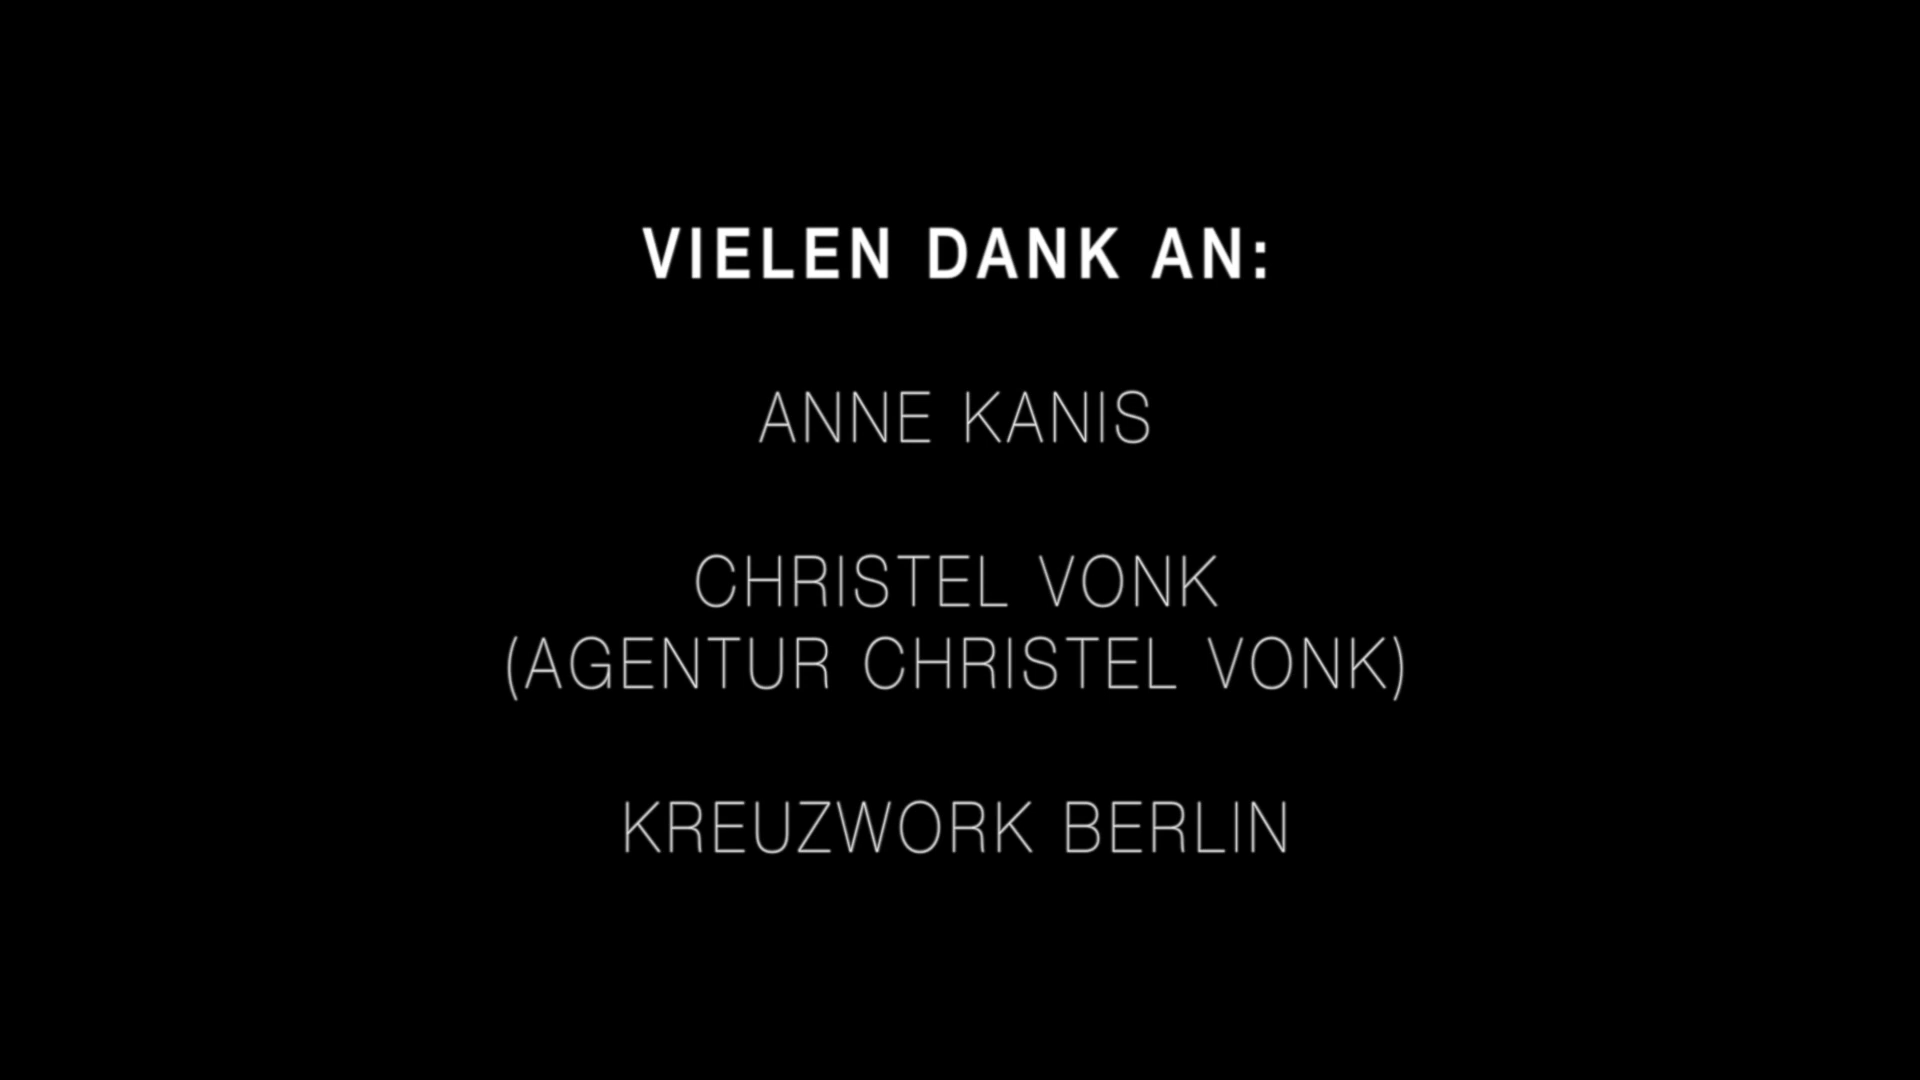 VIELEN DANK AN:
ANNE KANIS
CHRISTEL VONK
(AGENTUR CHRISTEL VONK)
KREUZWORK BERLIN